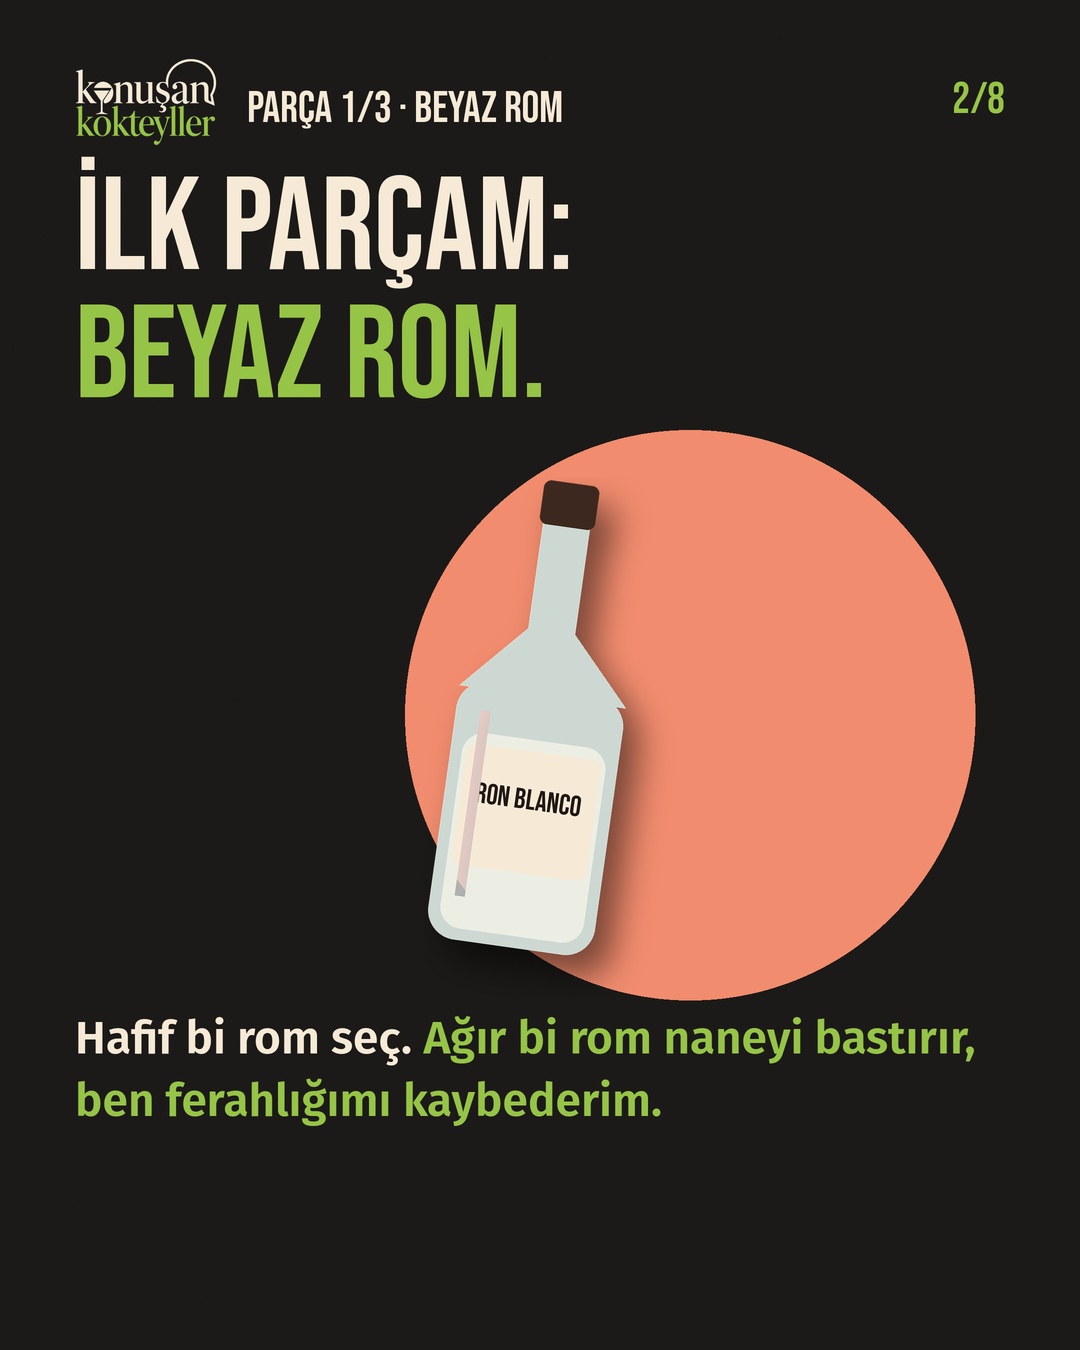 konuşan
kokteyller
PARÇA 1/3 · BEYAZ ROM
2/8
İLK PARÇAM:
BEYAZ ROM.
RON BLANCO
Hafif bi rom seç. Ağır bi rom naneyi bastırır,
ben ferahlığımı kaybederim.